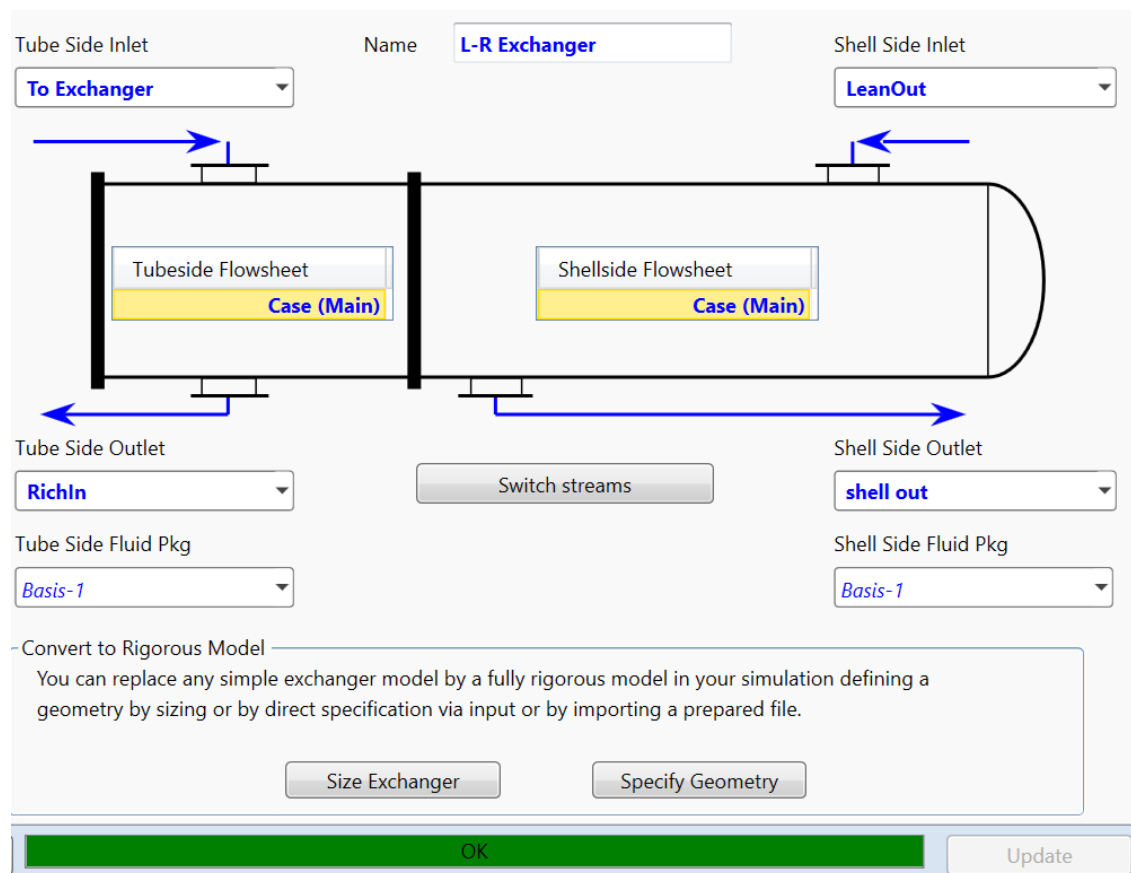 Tube Side Inlet
Name
L-R Exchanger
Shell Side Inlet
To Exchanger
LeanOut
Tubeside Flowsheet
Case (Main)
Shellside Flowsheet
Case (Main)
Tube Side Outlet
Shell Side Outlet
RichIn
Switch streams
shell out
Tube Side Fluid Pkg
Shell Side Fluid Pkg
Basis-1
Basis-1
Convert to Rigorous Model
You can replace any simple exchanger model by a fully rigorous model in your simulation defining a
geometry by sizing or by direct specification via input or by importing a prepared file.
Size Exchanger
Specify Geometry
OK
Update